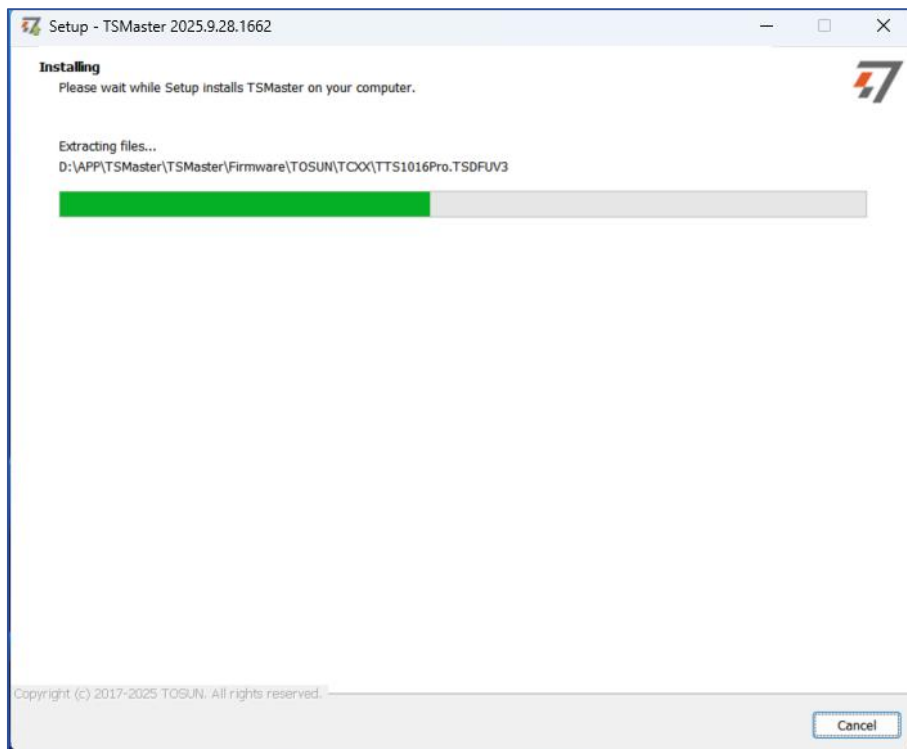 Setup - TSMaster 2025.9.28.1662
Installing
Please wait while Setup installs TSMaster on your computer.
Extracting files...
D:\APP\TSMaster\TSMaster\Firmware\TOSUN\TCXX\TTS1016Pro.TSDFUV3
Copyright (c) 2017-2025 TOSUN. All rights reserved.
Cancel